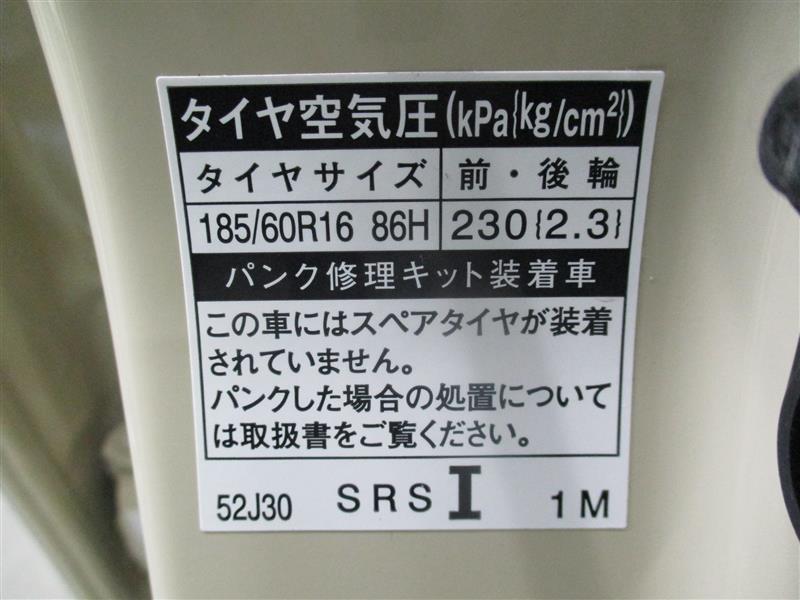 タイヤ空気圧(kPa{kg/cm²})
タイヤサイズ 前・後輪
185/60R16 86H 230{2.3}
パンク修理キット装着車
この車にはスペアタイヤが装着
されていません。
パンクした場合の処置について
は取扱書をご覧ください。
52J30 SRS I 1M